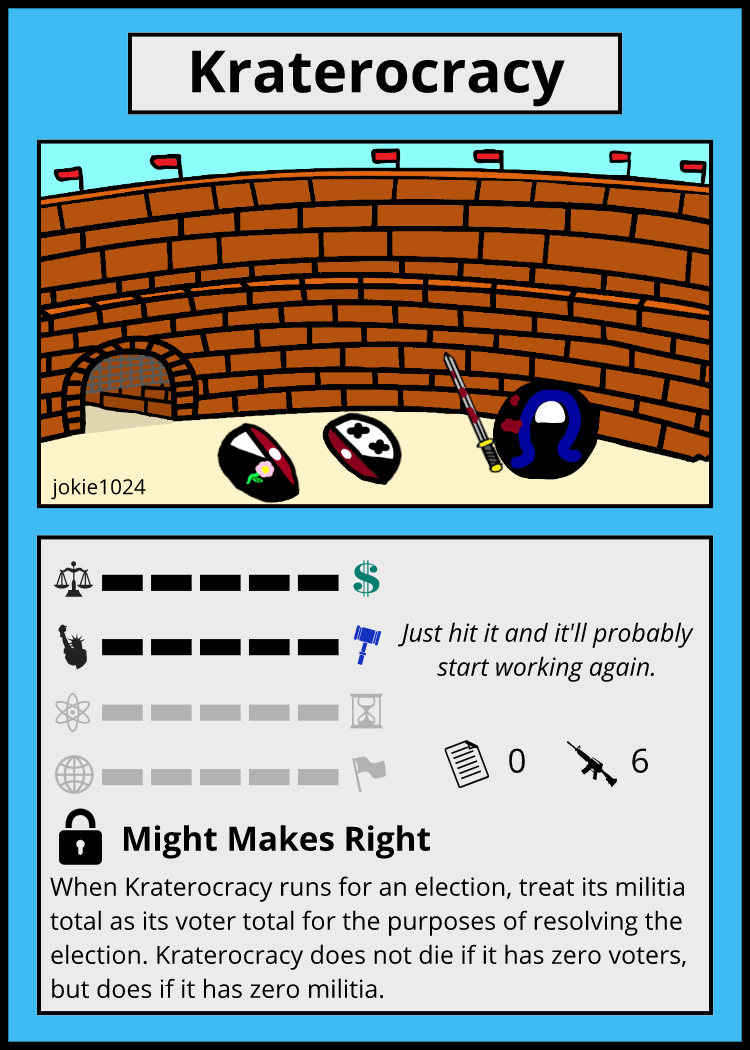 Kraterocracy
jokie1024
$
Just hit it and it'll probably
start working again.
0 6
Might Makes Right
When Kraterocracy runs for an election, treat its militia
total as its voter total for the purposes of resolving the
election. Kraterocracy does not die if it has zero voters,
but does if it has zero militia.